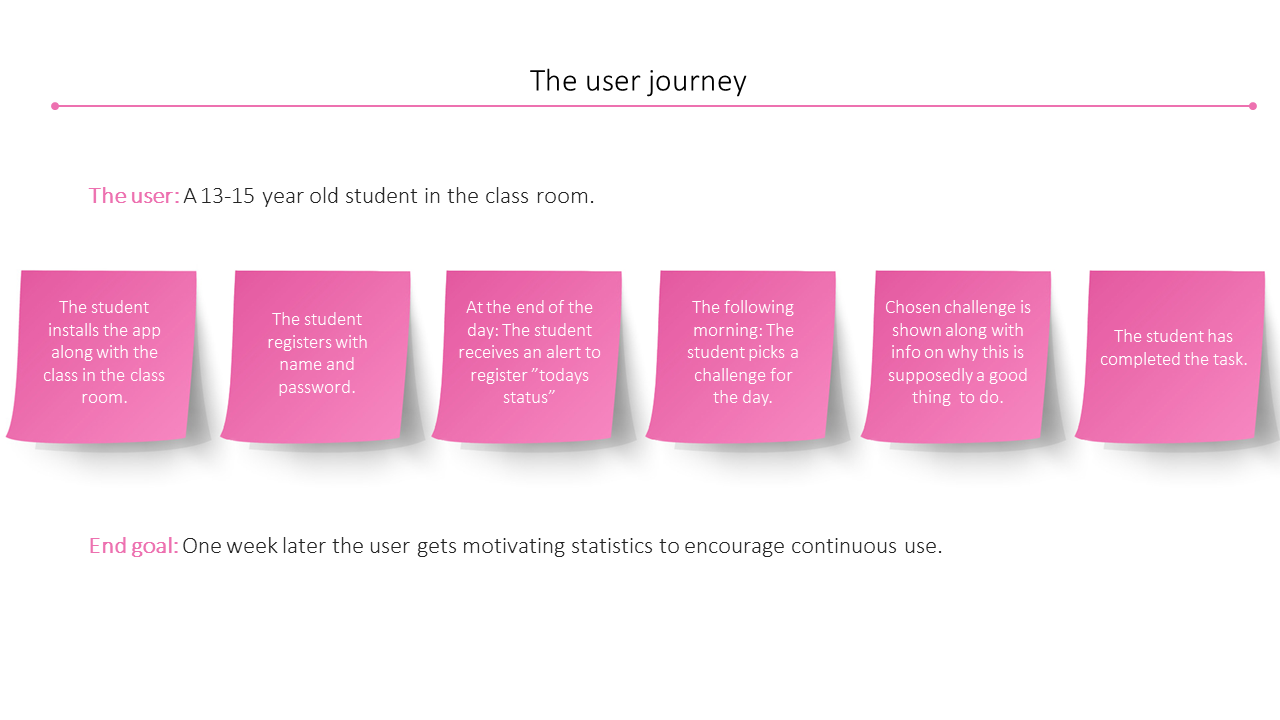 The user journey
The user: A 13-15 year old student in the class room.
The student
installs the app
along with the
class in the class
room.
The student
registers with
name and
password.
At the end of the
day: The student
receives an alert to
register ”todays
status”
The following
morning: The
student picks a
challenge for
the day.
Chosen challenge is
shown along with
info on why this is
supposedly a good
thing  to do.
The student has
completed the task.
End goal: One week later the user gets motivating statistics to encourage continuous use.